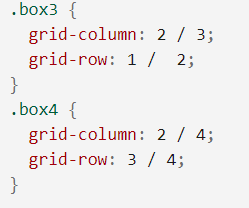 .box3 {
  grid-column: 2 / 3;
  grid-row: 1 /  2;
}
.box4 {
  grid-column: 2 / 4;
  grid-row: 3 / 4;
}